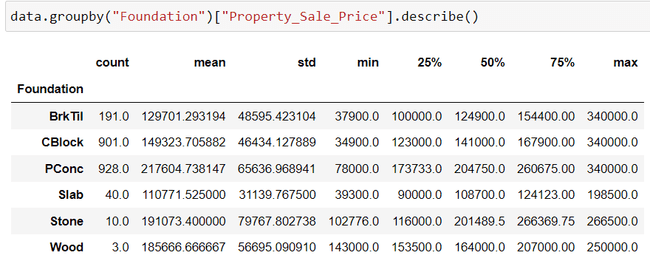 data.groupby("Foundation")["Property_Sale_Price"].describe()
count mean std min 25% 50% 75% max
Foundation
BrkTil 191.0 129701.293194 48595.423104 37900.0 100000.0 124900.0 154400.00 340000.0
CBlock 901.0 149323.705882 46434.127889 34900.0 123000.0 141000.0 167900.00 340000.0
PConc 928.0 217604.738147 65636.968941 78000.0 173733.0 204750.0 260675.00 340000.0
Slab 40.0 110771.525000 31139.767500 39300.0 90000.0 108700.0 124123.00 198500.0
Stone 10.0 191073.400000 79767.802738 102776.0 116000.0 201489.5 266369.75 266500.0
Wood 3.0 185666.666667 56695.090910 143000.0 153500.0 164000.0 207000.00 250000.0